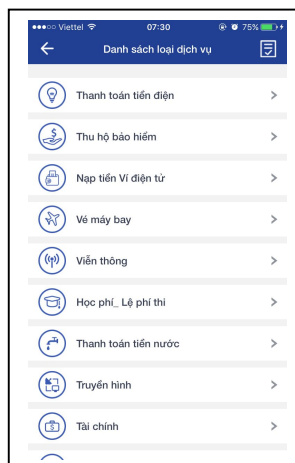 Viettel 07:30 75%
Danh sách loại dịch vụ
Thanh toán tiền điện
Thu hộ bảo hiểm
Nạp tiền Ví điện tử
Vé máy bay
Viễn thông
Học phí_ Lệ phí thi
Thanh toán tiền nước
Truyền hình
Tài chính